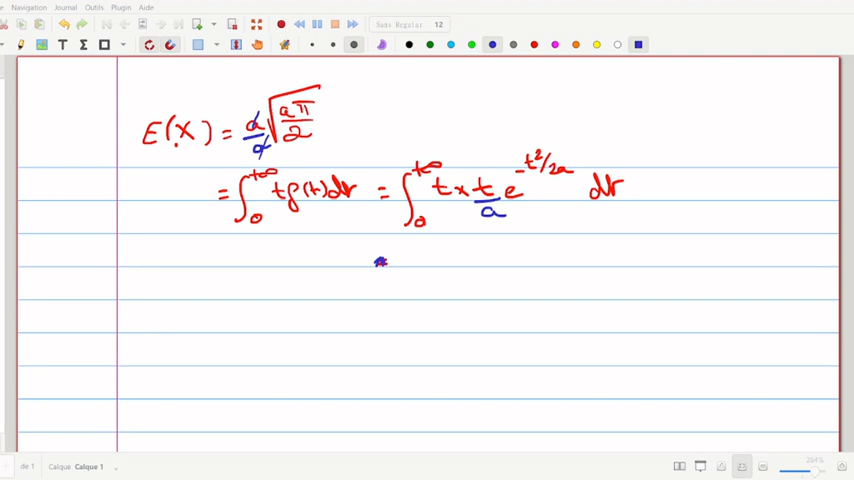 Navigation Journal Outils Plugin Aide
Sans Regular 12
E(X) = a/a √(aπ/2)
= ∫₀^{+∞} t f(t) dt = ∫₀^{+∞} t × t/a e^{-t²/2a} dt
de 1 Calque Calque 1 264%